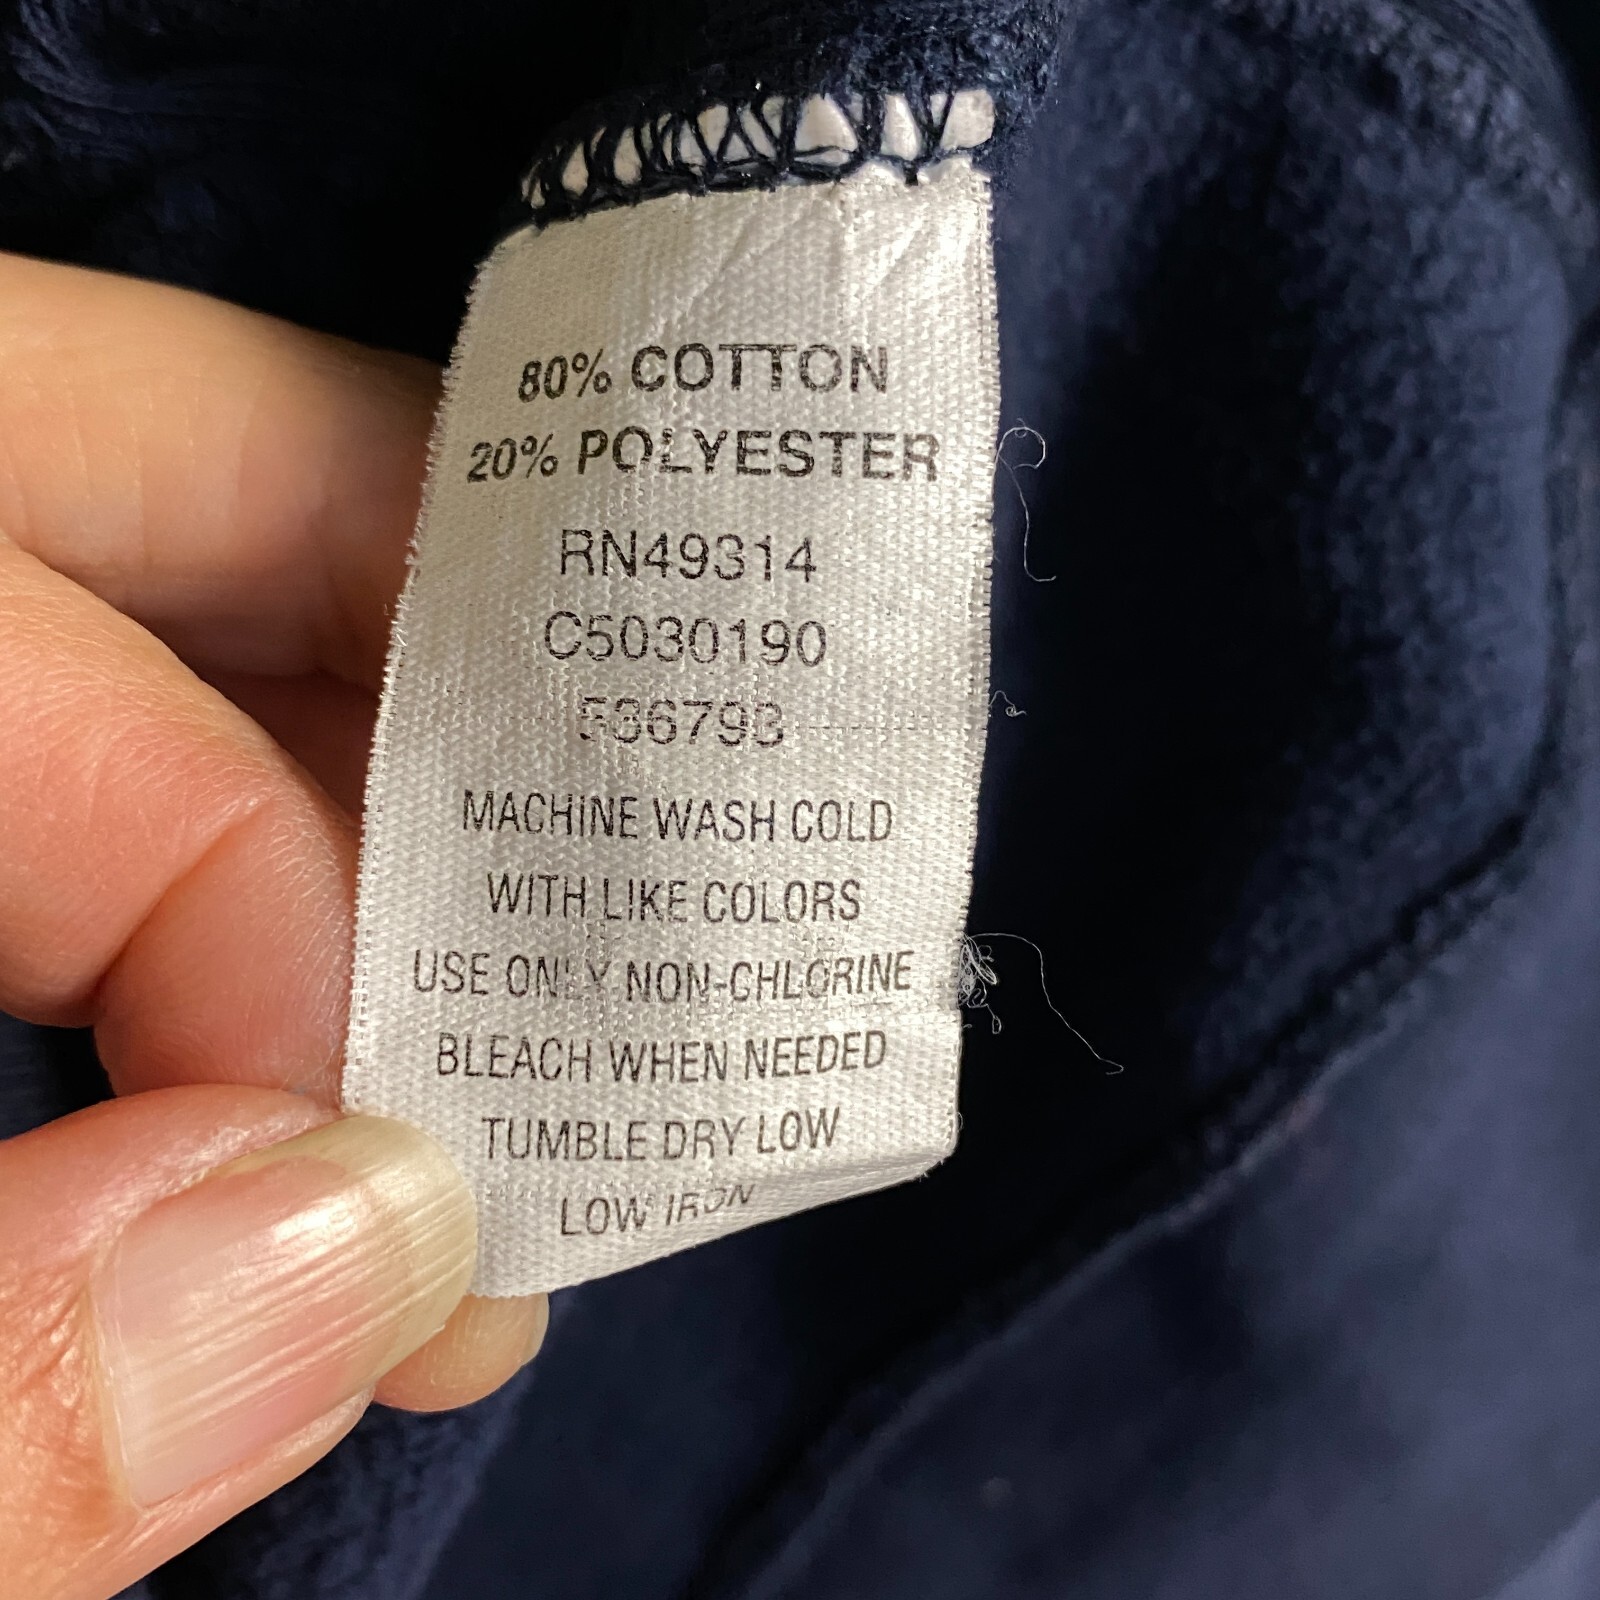 80% COTTON
20% POLYESTER
RN49314
C5030190
536793
MACHINE WASH COLD
WITH LIKE COLORS
USE ONLY NON-CHLORINE
BLEACH WHEN NEEDED
TUMBLE DRY LOW
LOW IRON